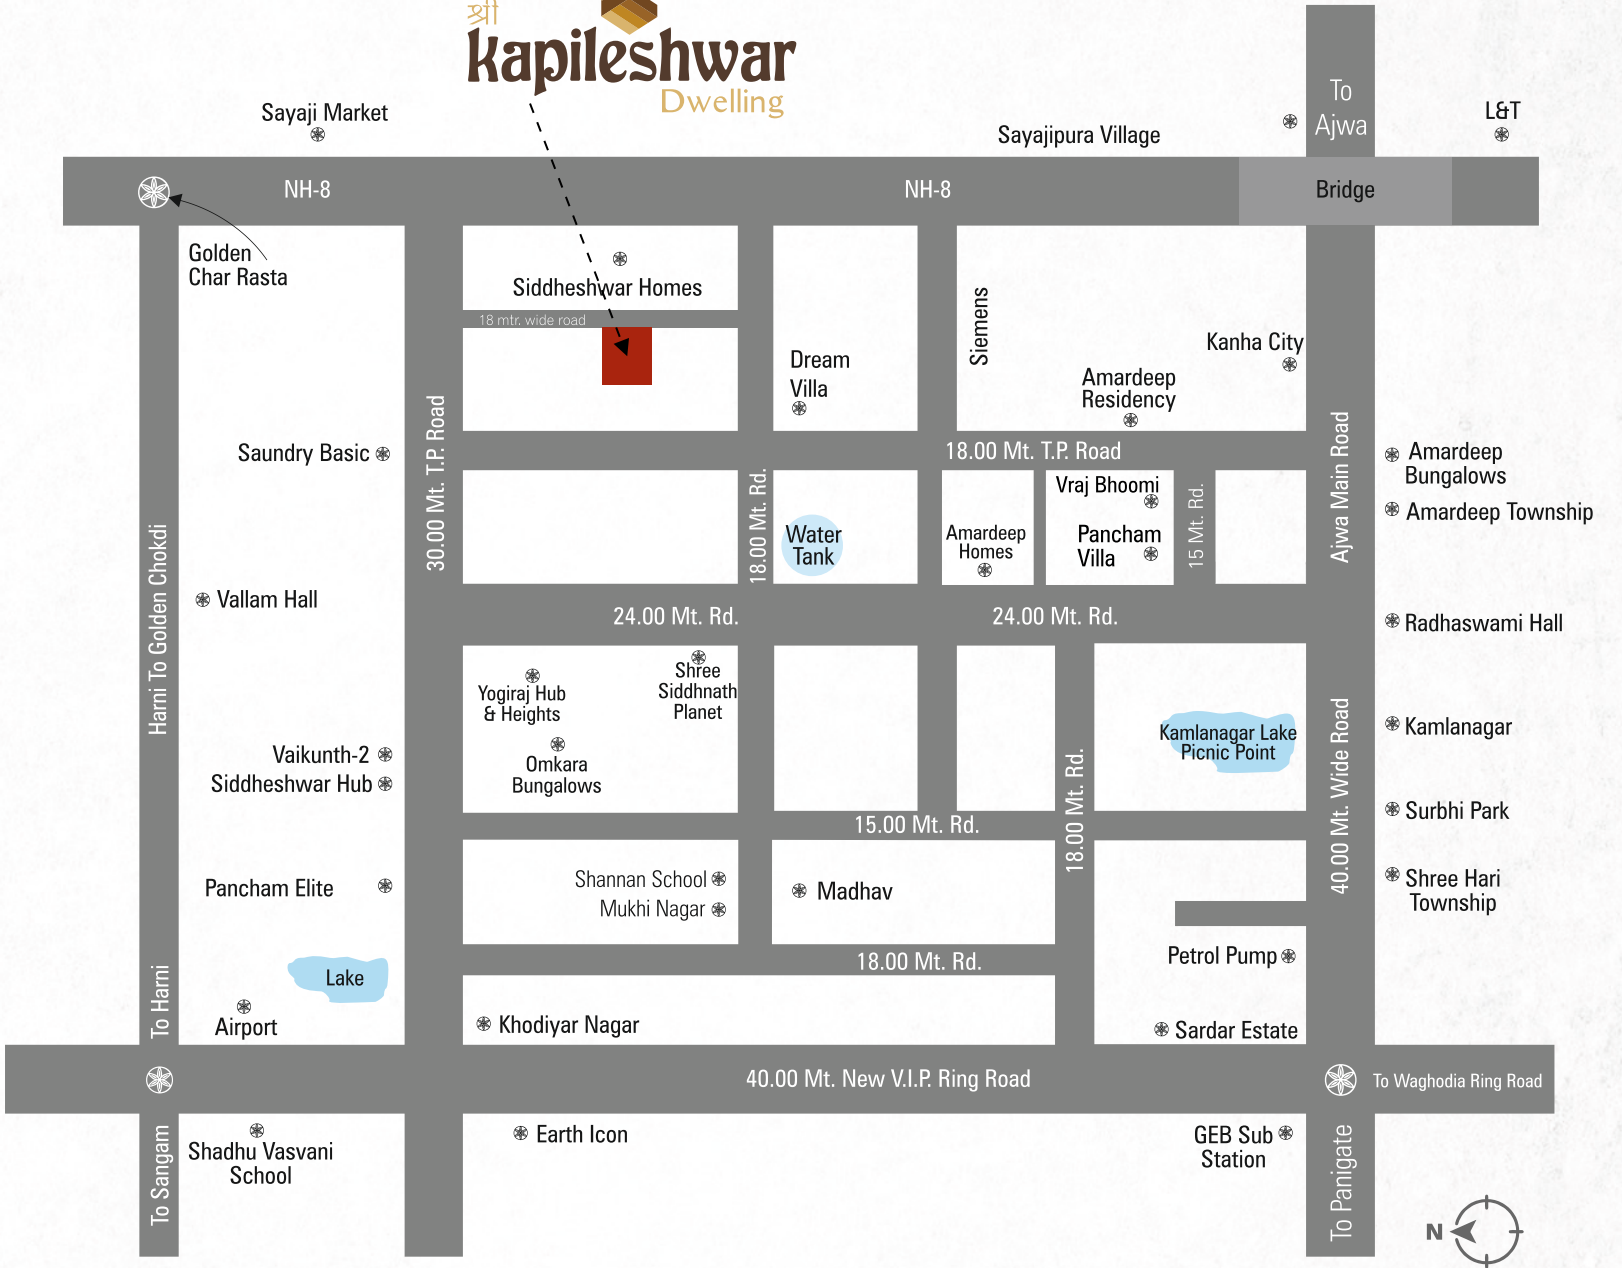 श्री
kapileshwar
Dwelling
To
Ajwa
Sayaji Market
L&T
Sayajipura Village
NH-8
NH-8
Bridge
Golden
Char Rasta
Siddheshwar Homes
18 mtr. wide road
Siemens
Kanha City
Dream
Villa
Amardeep
Residency
30.00 Mt. T.P. Road
Saundry Basic
18.00 Mt. T.P. Road
Ajwa Main Road
Amardeep
Bungalows
Amardeep Township
18.00 Mt. Rd.
Vraj Bhoomi
15 Mt. Rd.
Water
Tank
Amardeep
Homes
Pancham
Villa
Harni To Golden Chokdi
Vallam Hall
24.00 Mt. Rd.
24.00 Mt. Rd.
Radhaswami Hall
Shree
Siddhnath
Planet
Yogiraj Hub
& Heights
Kamlanagar Lake
Picnic Point
Kamlanagar
Vaikunth-2
Siddheshwar Hub
Omkara
Bungalows
18.00 Mt. Rd.
40.00 Mt. Wide Road
Surbhi Park
15.00 Mt. Rd.
Pancham Elite
Shannan School
Mukhi Nagar
Madhav
Shree Hari
Township
Petrol Pump
18.00 Mt. Rd.
Lake
To Harni
Airport
Khodiyar Nagar
Sardar Estate
40.00 Mt. New V.I.P. Ring Road
To Waghodia Ring Road
To Sangam
Shadhu Vasvani
School
Earth Icon
GEB Sub
Station
To Panigate
N